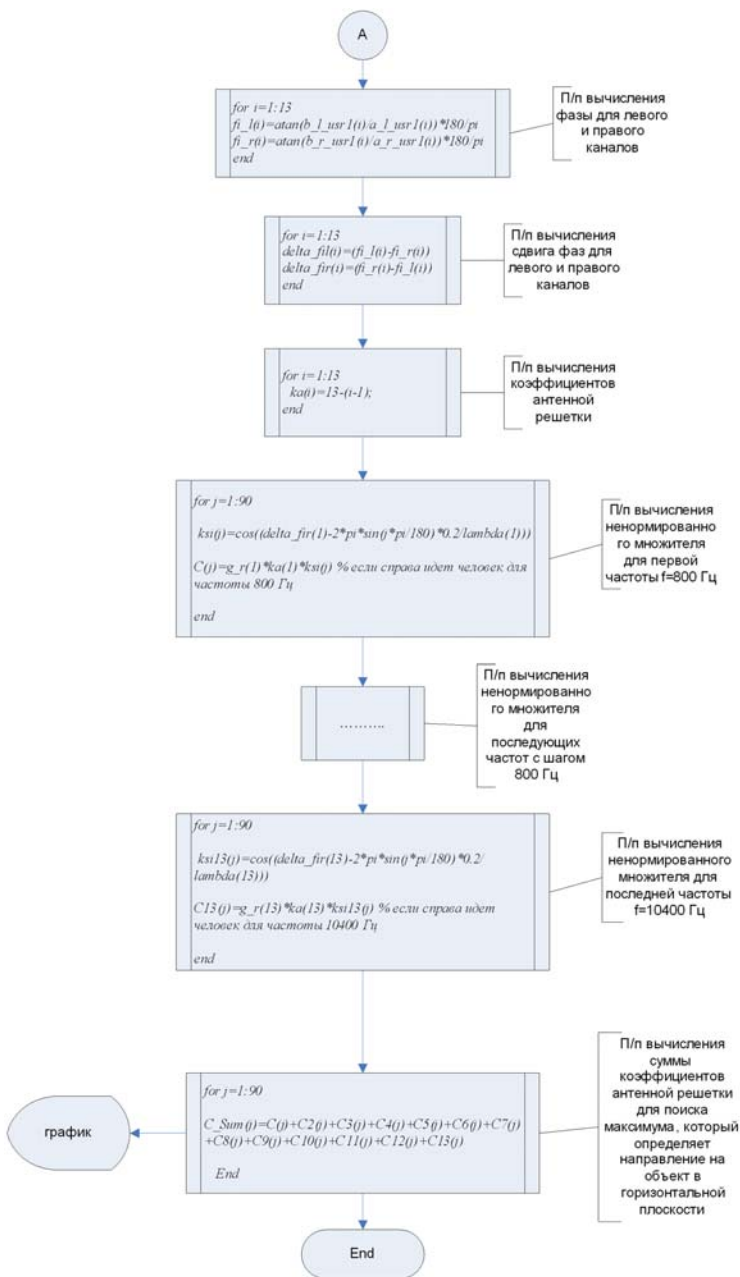 A
for i=1:13
fi_l(i)=atan(b_l_usr1(i)/a_l_usr1(i))*180/pi
fi_r(i)=atan(b_r_usr1(i)/a_r_usr1(i))*180/pi
end
П/п вычисления
фазы для левого
и правого
каналов
for i=1:13
delta_fil(i)=(fi_l(i)-fi_r(i))
delta_fir(i)=(fi_r(i)-fi_l(i))
end
П/п вычисления
сдвига фаз для
левого и правого
каналов
for i=1:13
ka(i)=13-(i-1);
end
П/п вычисления
коэффициентов
антенной
решетки
for j=1:90
ksi(j)=cos((delta_fir(1)-2*pi*sin(j*pi/180)*0.2/lambda(1)))
C(j)=g_r(1)*ka(1)*ksi(j) % если справа идет человек для
частоты 800 Гц
end
П/п вычисления
ненормированно
го множителя
для первой
частоты f=800 Гц
..........
П/п вычисления
ненормированно
го множителя
для
последующих
частот с шагом
800 Гц
for j=1:90
ksi13(j)=cos((delta_fir(13)-2*pi*sin(j*pi/180)*0.2/
lambda(13)))
C13(j)=g_r(13)*ka(13)*ksi13(j) % если справа идет
человек для частоты 10400 Гц
end
П/п вычисления
ненормированного
множителя для
последней частоты
f=10400 Гц
for j=1:90
C_Sum(j)=C(j)+C2(j)+C3(j)+C4(j)+C5(j)+C6(j)+C7(j)
+C8(j)+C9(j)+C10(j)+C11(j)+C12(j)+C13(j)
End
П/п вычисления
суммы
коэффициентов
антенной решетки
для поиска
максимума, который
определяет
направление на
объект в
горизонтальной
плоскости
график
End